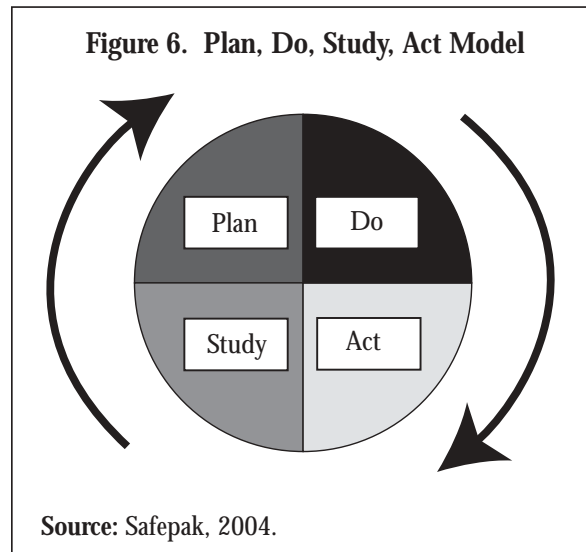 Figure 6. Plan, Do, Study, Act Model
Plan
Do
Study
Act
Source: Safepak, 2004.